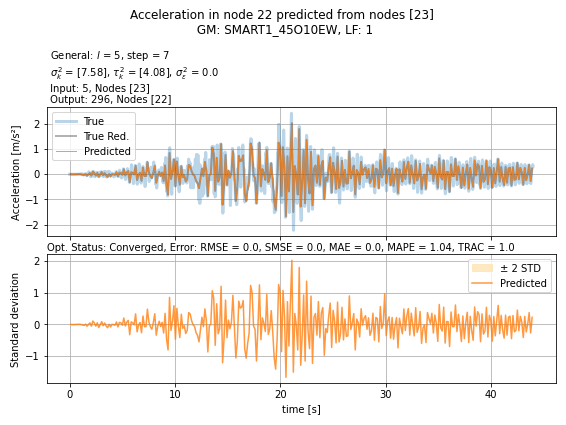 Acceleration in node 22 predicted from nodes [23]
GM: SMART1_45O10EW, LF: 1
General: l = 5, step = 7
σ²ₖ = [7.58], τ²ₖ = [4.08], σ²ε = 0.0
Input: 5, Nodes [23]
Output: 296, Nodes [22]
True
True Red.
Predicted
Acceleration [m/s²]
2
1
0
−1
−2
Opt. Status: Converged, Error: RMSE = 0.0, SMSE = 0.0, MAE = 0.0, MAPE = 1.04, TRAC = 1.0
± 2 STD
Predicted
Standard deviation
2
1
0
−1
0 10 20 30 40
time [s]